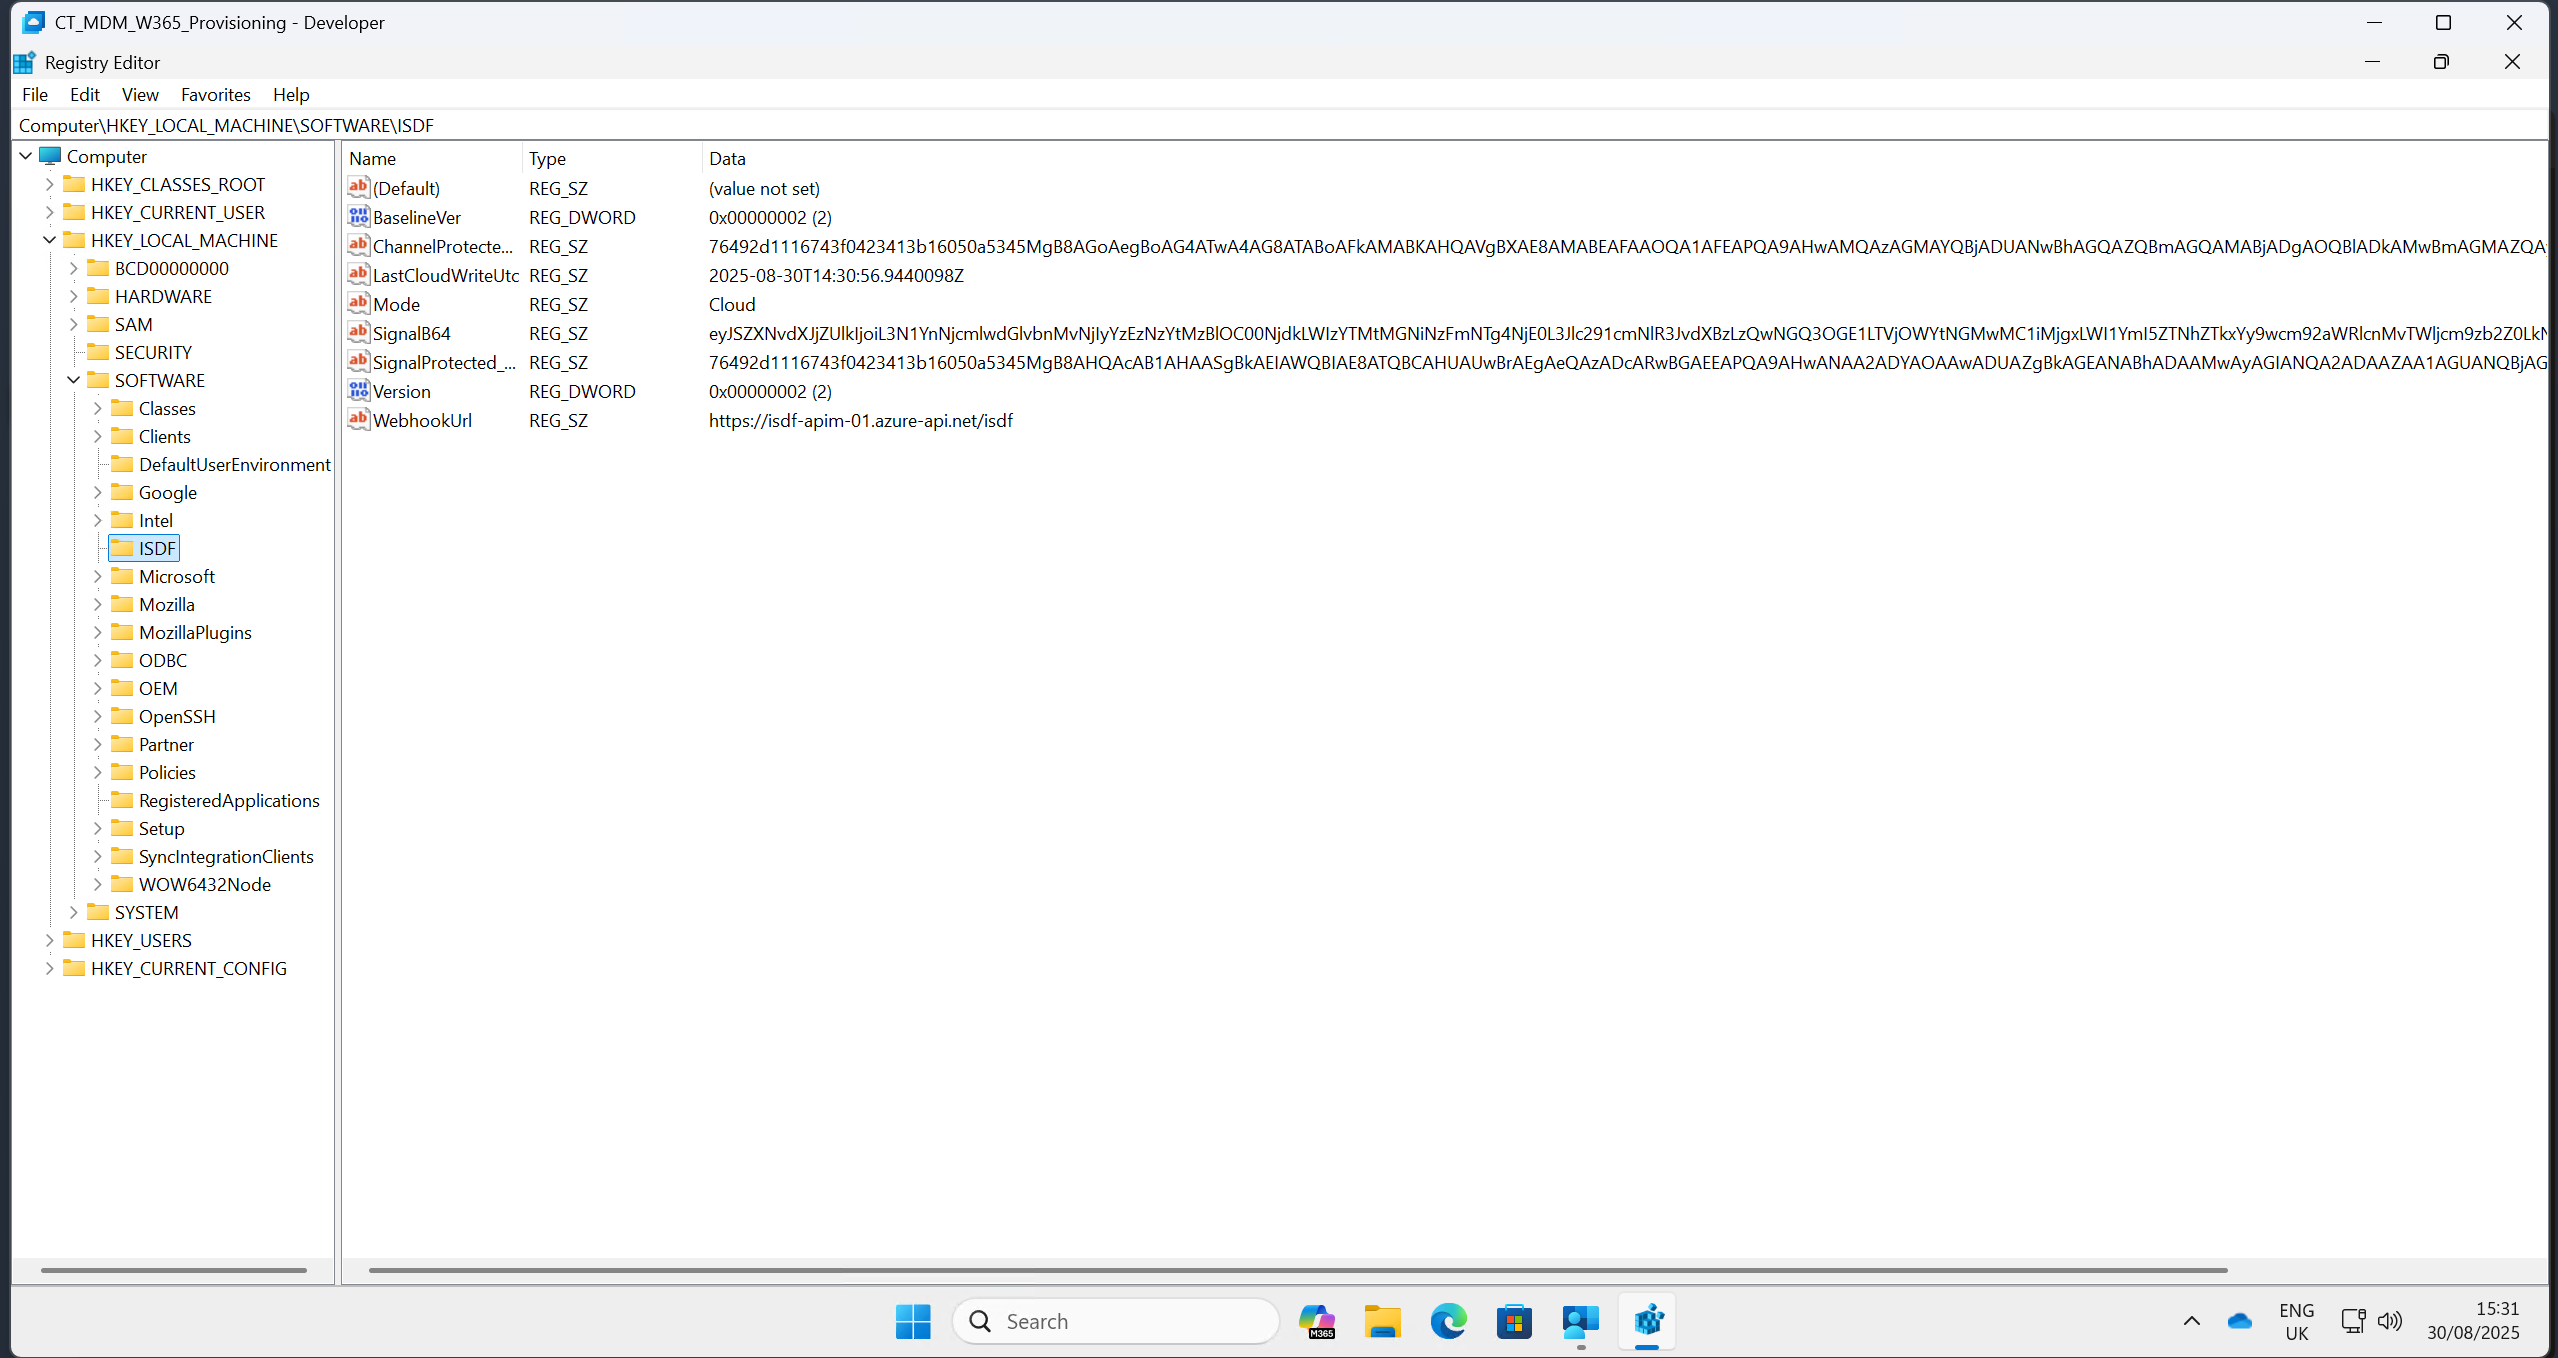 CT_MDM_W365_Provisioning - Developer
Registry Editor
File Edit View Favorites Help
Computer\HKEY_LOCAL_MACHINE\SOFTWARE\ISDF
Computer
HKEY_CLASSES_ROOT
HKEY_CURRENT_USER
HKEY_LOCAL_MACHINE
BCD00000000
HARDWARE
SAM
SECURITY
SOFTWARE
Classes
Clients
DefaultUserEnvironment
Google
Intel
ISDF
Microsoft
Mozilla
MozillaPlugins
ODBC
OEM
OpenSSH
Partner
Policies
RegisteredApplications
Setup
SyncIntegrationClients
WOW6432Node
SYSTEM
HKEY_USERS
HKEY_CURRENT_CONFIG
Name Type Data
(Default) REG_SZ (value not set)
BaselineVer REG_DWORD 0x00000002 (2)
ChannelProtecte... REG_SZ
LastCloudWriteUtc REG_SZ 2025-08-30T14:30:56.9440098Z
Mode REG_SZ Cloud
SignalB64 REG_SZ
SignalProtected_... REG_SZ
Version REG_DWORD 0x00000002 (2)
WebhookUrl REG_SZ https://isdf-apim-01.azure-api.net/isdf
Search
M365
ENG
UK
15:31
30/08/2025